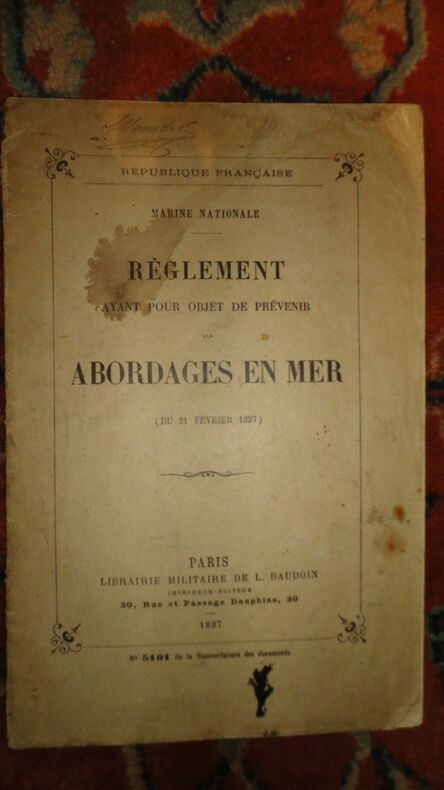 RÉPUBLIQUE FRANÇAISE
MARINE NATIONALE
RÈGLEMENT
AYANT POUR OBJET DE PRÉVENIR
LES
ABORDAGES EN MER
(DU 21 FÉVRIER 1897)
PARIS
LIBRAIRIE MILITAIRE DE L. BAUDOIN
IMPRIMEUR-ÉDITEUR
30, Rue et Passage Dauphine, 30
1897
N° 5101 de la Nomenclature des documents.